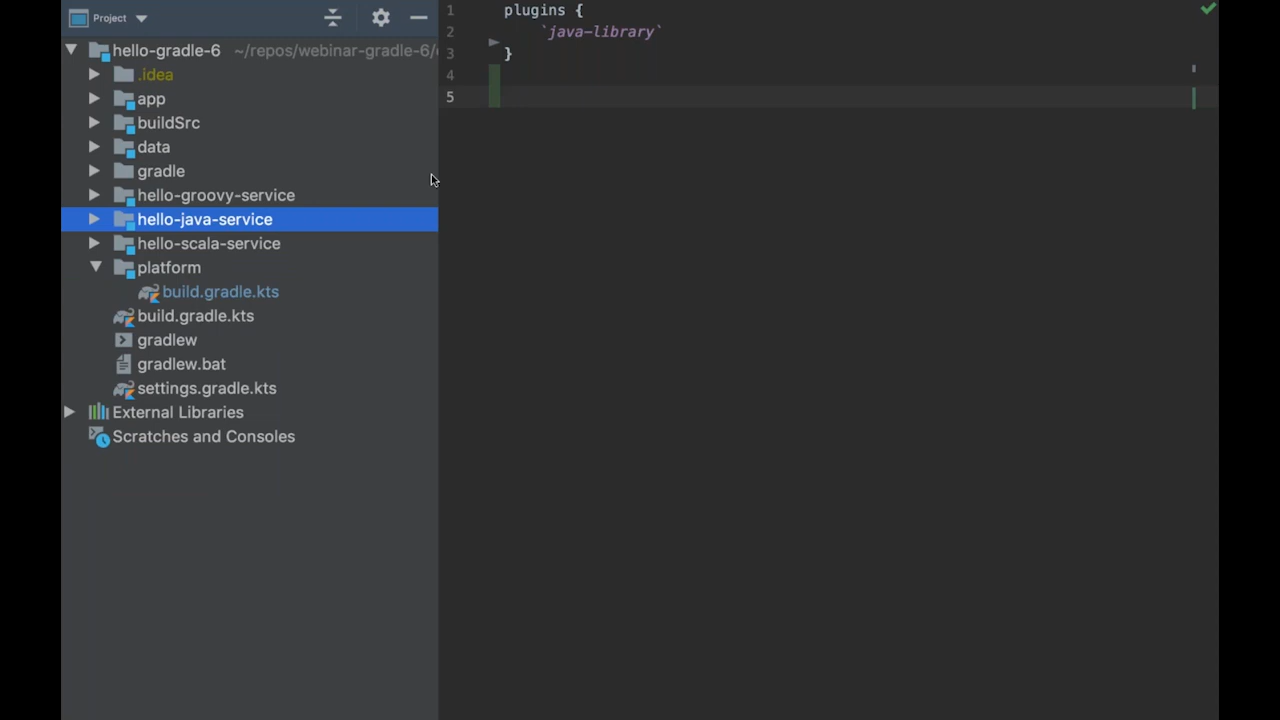 Project
hello-gradle-6 ~/repos/webinar-gradle-6/
.idea
app
buildSrc
data
gradle
hello-groovy-service
hello-java-service
hello-scala-service
platform
build.gradle.kts
build.gradle.kts
gradlew
gradlew.bat
settings.gradle.kts
External Libraries
Scratches and Consoles
1 plugins {
2 `java-library`
3 }
4
5